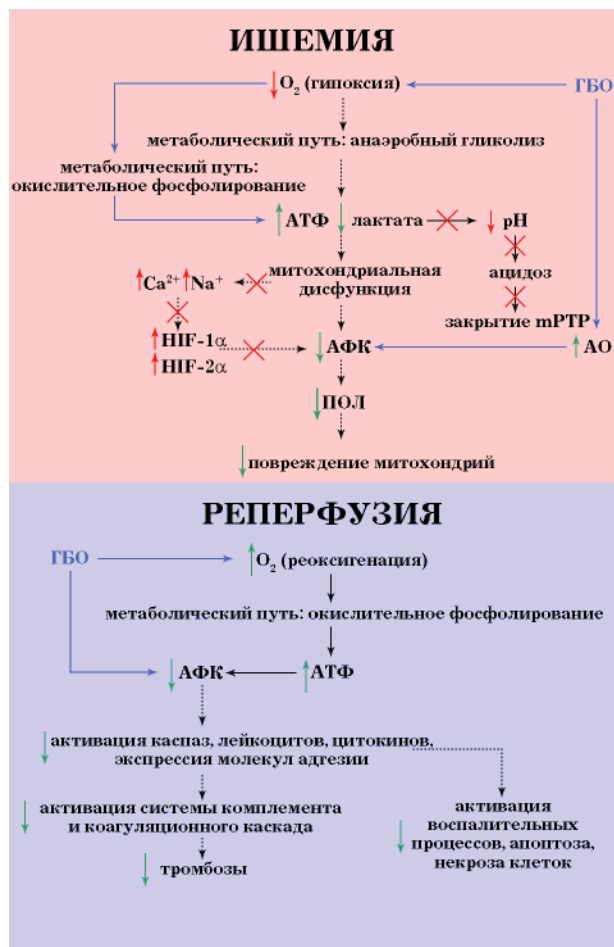 ИШЕМИЯ
↓O₂ (гипоксия)
ГБО
метаболический путь: анаэробный гликолиз
метаболический путь:
окислительное фосфолирование
↑АТФ ↓ лактата
↓ pH
митохондриальная
дисфункция
ацидоз
↑Ca²⁺↑Na⁺
закрытие mPTP
↑HIF-1α
↓АФК
↑АО
↑HIF-2α
↓ПОЛ
↓повреждение митохондрий
РЕПЕРФУЗИЯ
ГБО
↑O₂ (реоксигенация)
метаболический путь: окислительное фосфолирование
↓АФК
↑АТФ
↓активация каспаз, лейкоцитов, цитокинов,
экспрессия молекул адгезии
↓активация системы комплемента
и коагуляционного каскада
↓тромбозы
активация
воспалительных
↓процессов, апоптоза,
некроза клеток